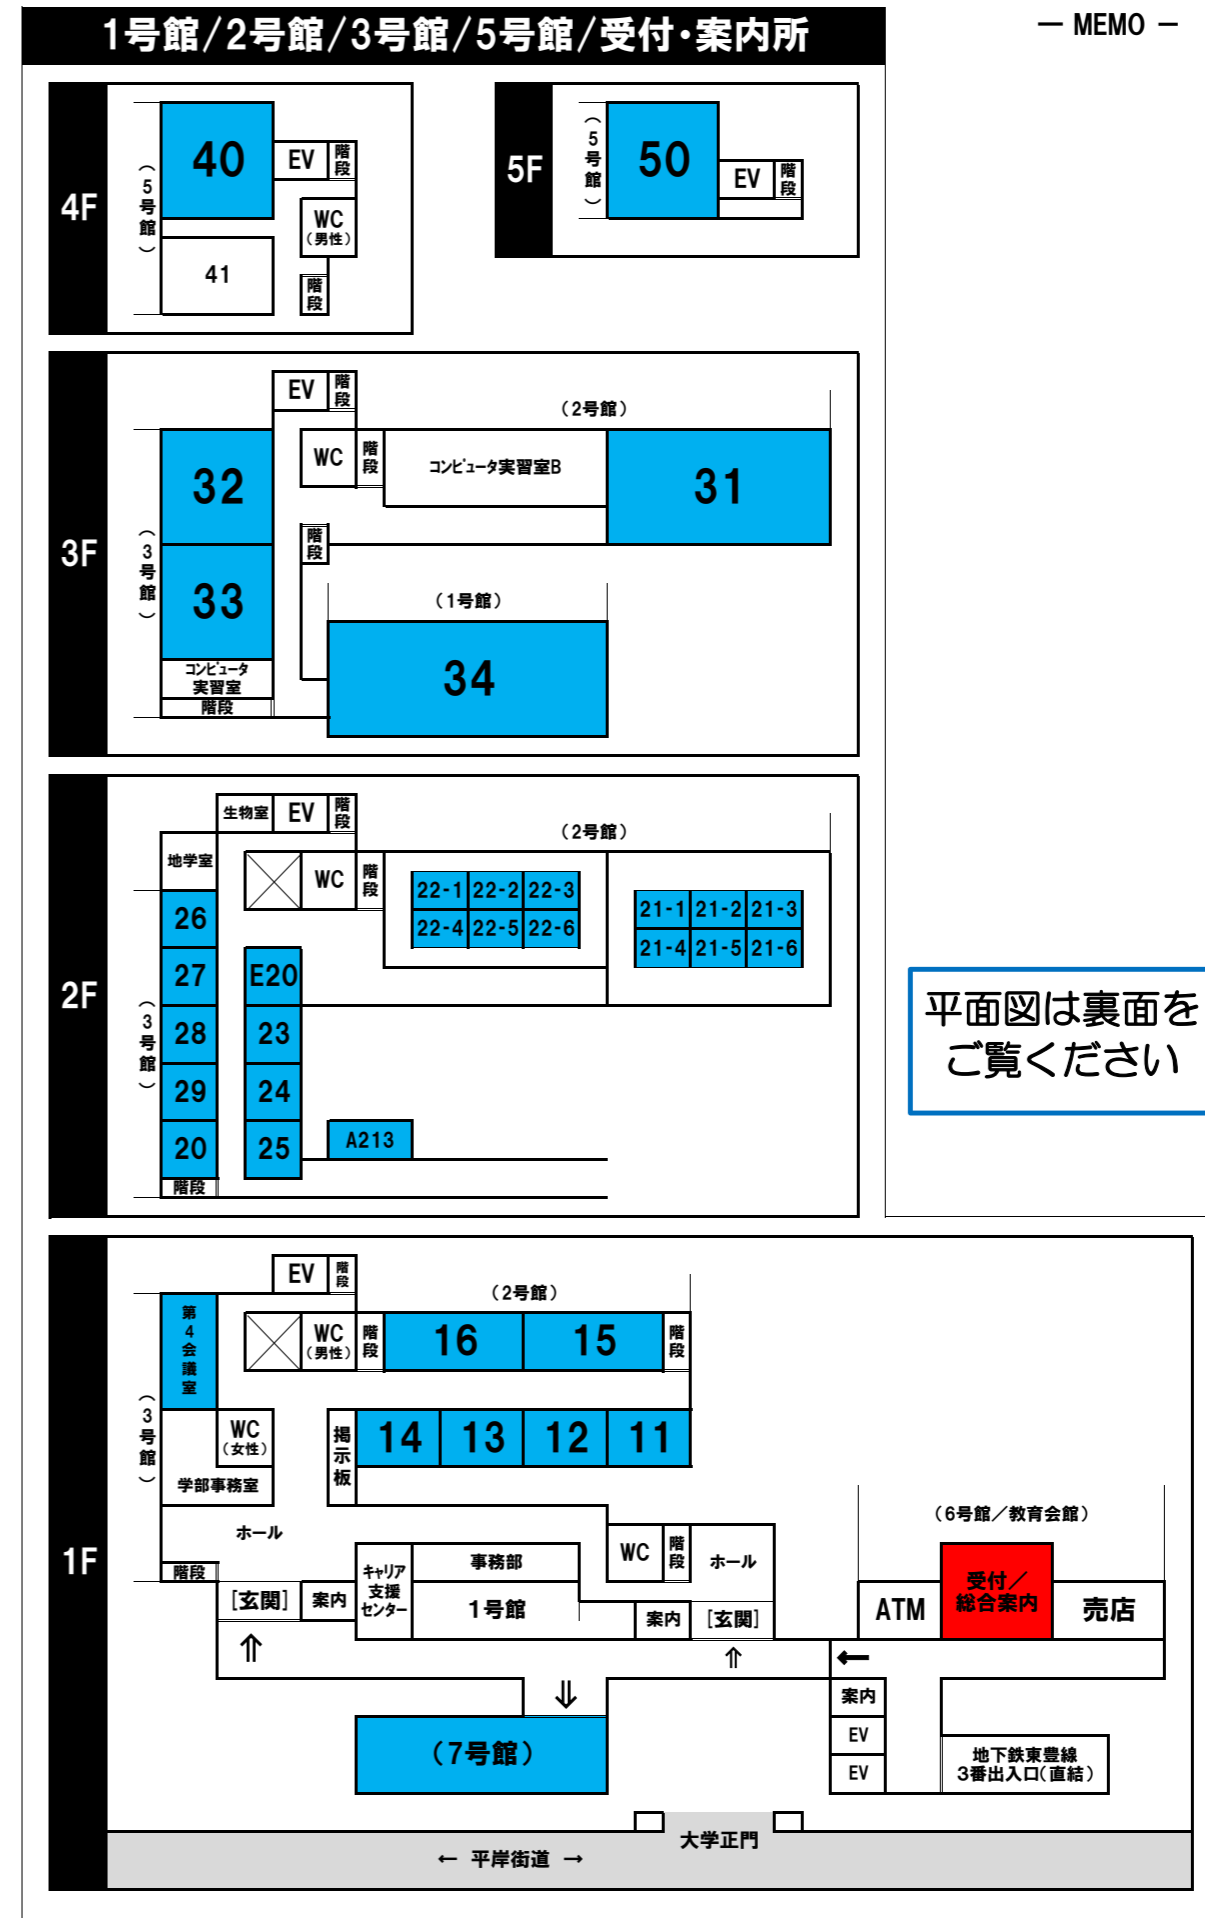 1号館/2号館/3号館/5号館/受付・案内所
— MEMO —
4F
(5号館)
40
EV
階段
WC
(男性)
41
階段
5F
(5号館)
50
EV
階段
3F
EV
階段
(2号館)
(3号館)
32
WC
階段
コンピュータ実習室B
31
階段
33
(1号館)
34
コンピュータ
実習室
階段
2F
生物室
EV
階段
(2号館)
地学室
WC
階段
22-1 22-2 22-3
22-4 22-5 22-6
21-1 21-2 21-3
21-4 21-5 21-6
(3号館)
26
27
E20
28
23
29
24
20
25
A213
階段
平面図は裏面を
ご覧ください
1F
EV
階段
(2号館)
第4会議室
WC
(男性)
階段
16
15
階段
(3号館)
WC
(女性)
掲示板
14
13
12
11
学部事務室
ホール
(6号館/教育会館)
階段
キャリア
支援
センター
事務部
WC
階段
ホール
[玄関]
案内
1号館
案内
[玄関]
ATM
受付/
総合案内
売店
⇑
⇑
←
⇓
案内
EV
EV
(7号館)
地下鉄東豊線
3番出入口(直結)
大学正門
← 平岸街道 →